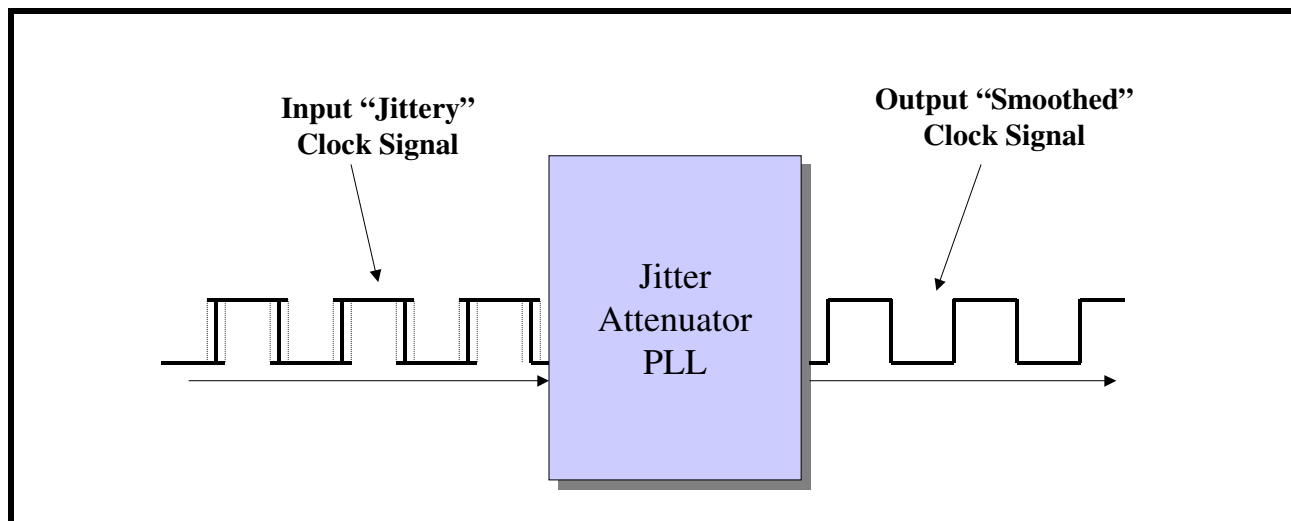 Input “Jittery”
Clock Signal
Output “Smoothed”
Clock Signal
Jitter
Attenuator
PLL